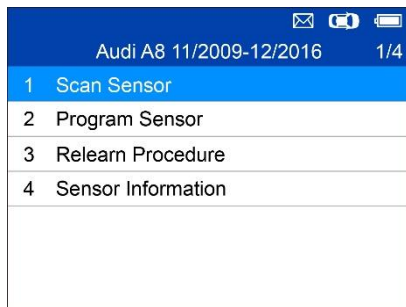 Audi A8 11/2009-12/2016 1/4
1 Scan Sensor
2 Program Sensor
3 Relearn Procedure
4 Sensor Information